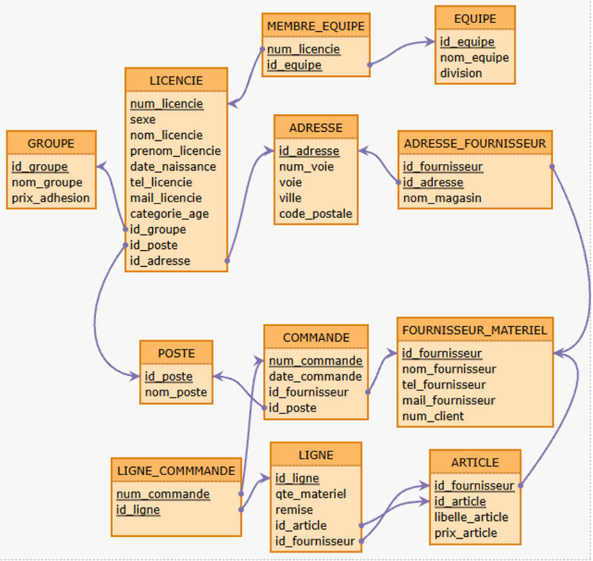 MEMBRE_EQUIPE
num_licencie
id_equipe
EQUIPE
id_equipe
nom_equipe
division
LICENCIE
num_licencie
sexe
nom_licencie
prenom_licencie
date_naissance
tel_licencie
mail_licencie
categorie_age
id_groupe
id_poste
id_adresse
GROUPE
id_groupe
nom_groupe
prix_adhesion
ADRESSE
id_adresse
num_voie
voie
ville
code_postale
ADRESSE_FOURNISSEUR
id_fournisseur
id_adresse
nom_magasin
POSTE
id_poste
nom_poste
COMMANDE
num_commande
date_commande
id_fournisseur
id_poste
FOURNISSEUR_MATERIEL
id_fournisseur
nom_fournisseur
tel_fournisseur
mail_fournisseur
num_client
LIGNE_COMMMANDE
num_commande
id_ligne
LIGNE
id_ligne
qte_materiel
remise
id_article
id_fournisseur
ARTICLE
id_fournisseur
id_article
libelle_article
prix_article